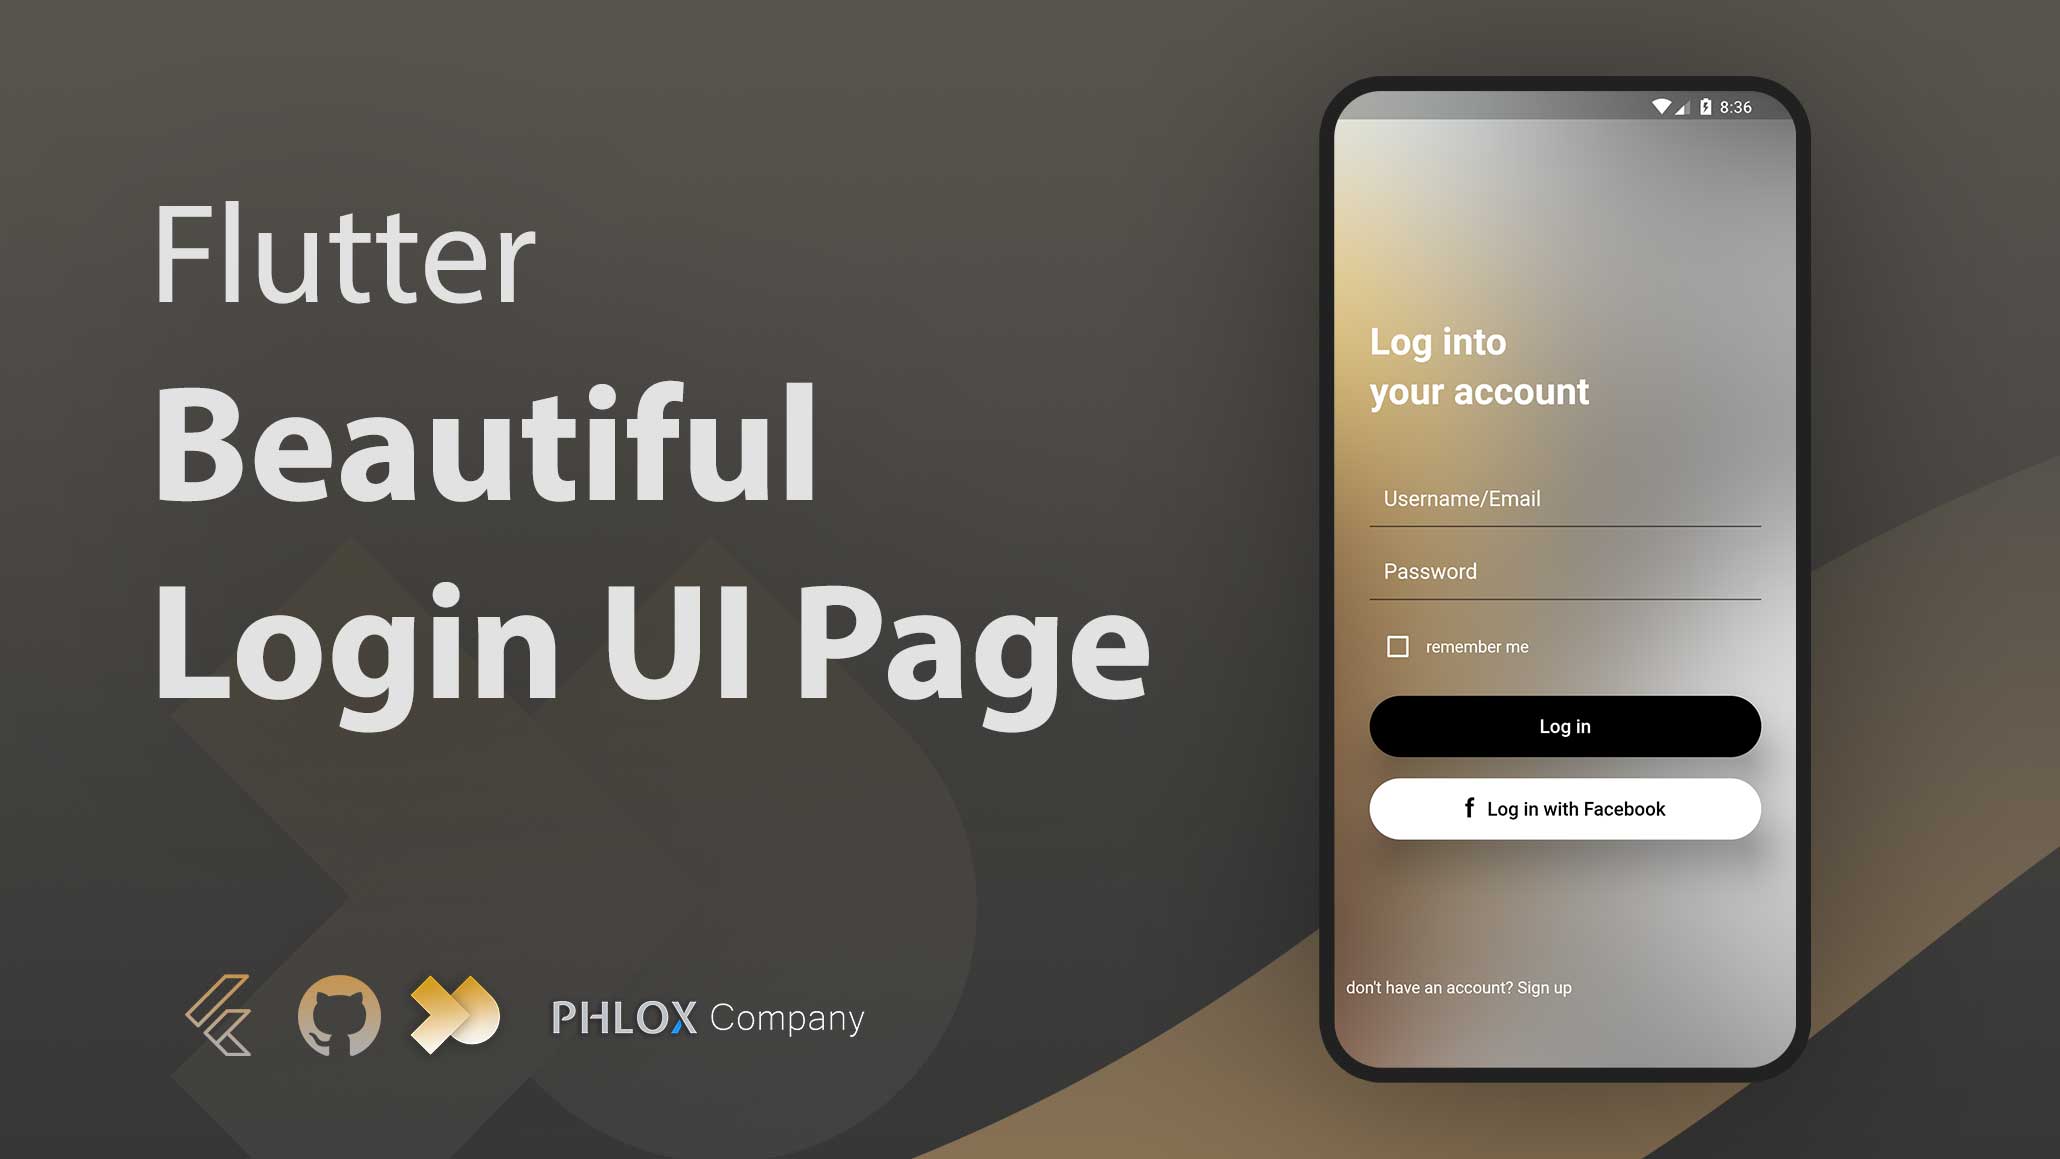 Flutter
Beautiful
Login UI Page
PHLOX Company
8:36
Log into
your account
Username/Email
Password
remember me
Log in
f Log in with Facebook
don't have an account? Sign up